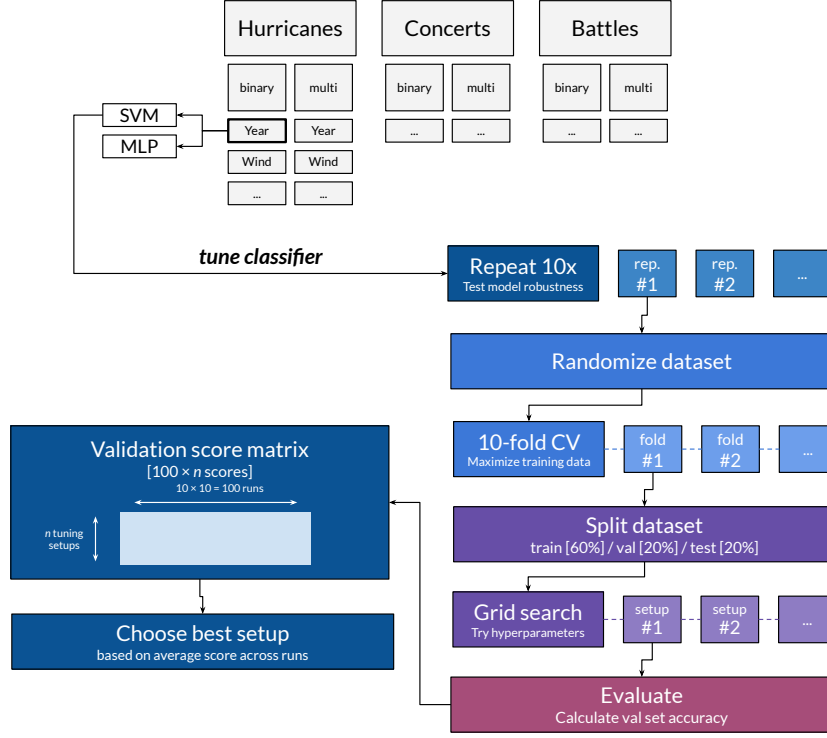 Hurricanes
Concerts
Battles
binary
multi
binary
multi
binary
multi
SVM
MLP
Year
Year
...
...
...
...
Wind
Wind
...
...
tune classifier
Repeat 10x
Test model robustness
rep.
#1
rep.
#2
...
Randomize dataset
10-fold CV
Maximize training data
fold
#1
fold
#2
...
Split dataset
train [60%] / val [20%] / test [20%]
Grid search
Try hyperparameters
setup
#1
setup
#2
...
Evaluate
Calculate val set accuracy
Validation score matrix
[100 × n scores]
10 × 10 = 100 runs
n tuning
setups
Choose best setup
based on average score across runs